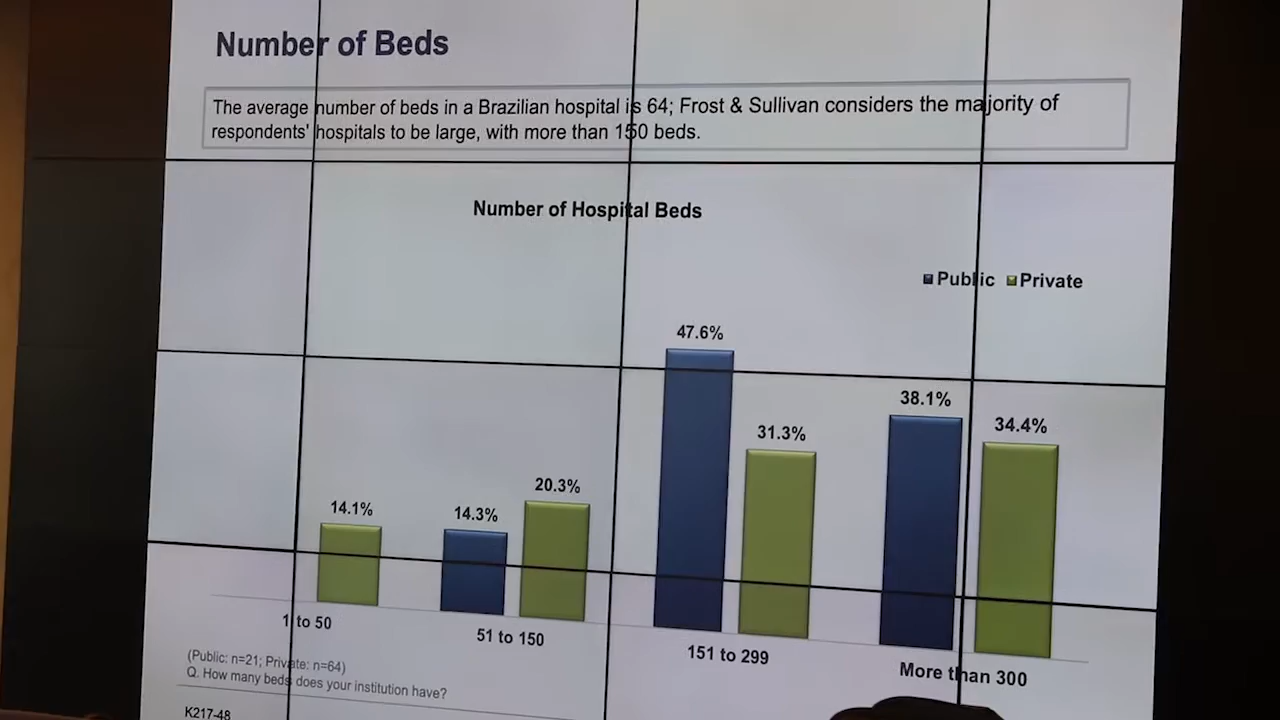 Number of Beds
The average number of beds in a Brazilian hospital is 64; Frost & Sullivan considers the majority of
respondents' hospitals to be large, with more than 150 beds.
Number of Hospital Beds
Public Private
47.6%
38.1%
34.4%
31.3%
20.3%
14.1%
14.3%
1 to 50
51 to 150
151 to 299
More than 300
(Public: n=21; Private: n=64)
Q. How many beds does your institution have?
K217-48